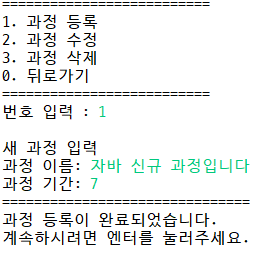 ==========================
1. 과정 등록
2. 과정 수정
3. 과정 삭제
0. 뒤로가기
==========================
번호 입력 : 1
새 과정 입력
과정 이름: 자바 신규 과정입니다
과정 기간: 7
===============================
과정 등록이 완료되었습니다.
계속하시려면 엔터를 눌러주세요.